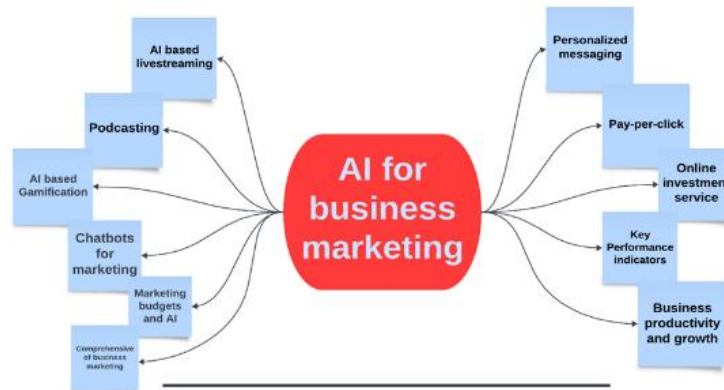 AI based
livestreaming
Podcasting
AI based
Gamification
Chatbots
for
marketing
Marketing
budgets
and AI
Comprehensive
of business
marketing
AI for
business
marketing
Personalized
messaging
Pay-per-click
Online
investment
service
Key
Performance
indicators
Business
productivity
and growth